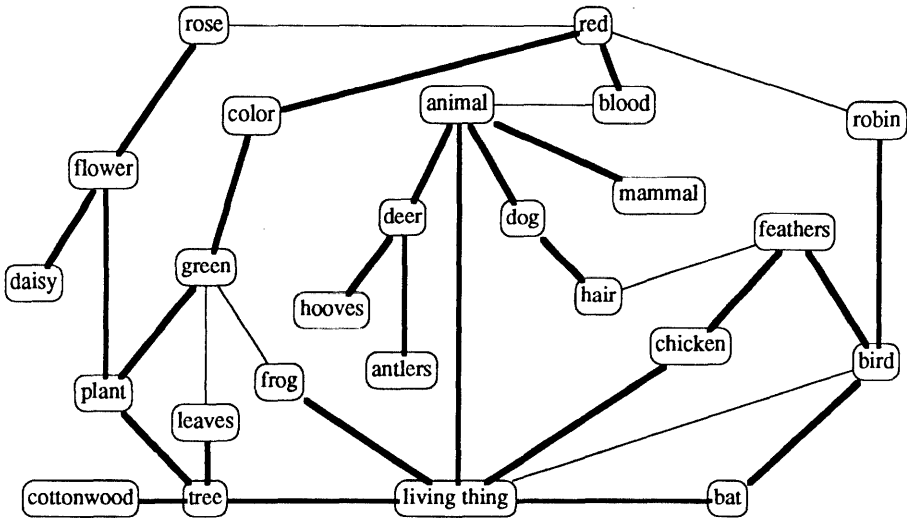 rose
red
color
animal
blood
robin
flower
mammal
deer
dog
feathers
green
daisy
hooves
hair
chicken
bird
plant
frog
antlers
leaves
cottonwood
tree
living thing
bat